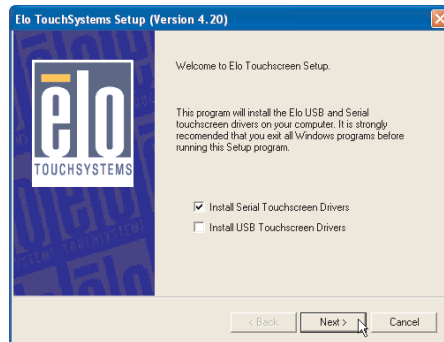 Elo TouchSystems Setup (Version 4.20)
elo
TOUCHSYSTEMS
Welcome to Elo Touchscreen Setup.
This program will install the Elo USB and Serial
touchscreen drivers on your computer. It is strongly
recomended that you exit all Windows programs before
running this Setup program.
Install Serial Touchscreen Drivers
Install USB Touchscreen Drivers
< Back
Next >
Cancel